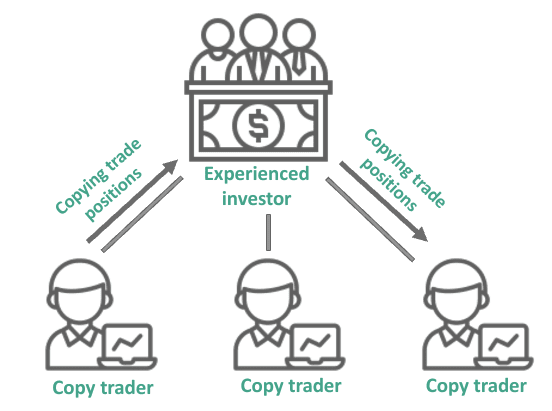 $
Copying trade
positions
Copying trade
positions
Experienced
investor
Copy trader
Copy trader
Copy trader